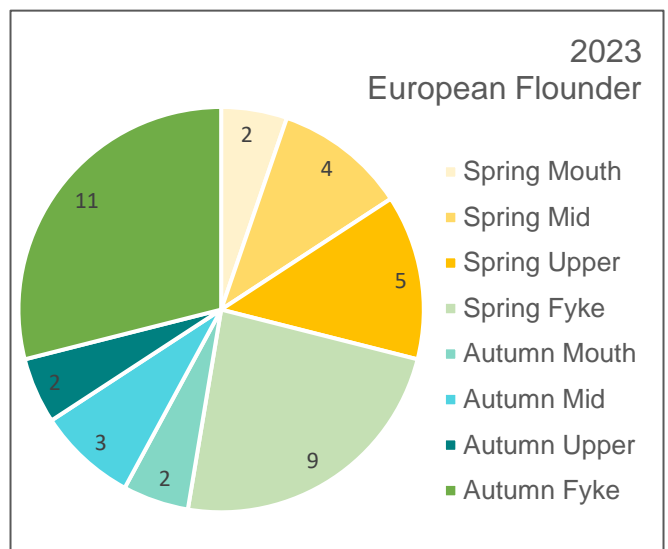 2023
European Flounder
2
4
5
9
2
3
2
11
Spring Mouth
Spring Mid
Spring Upper
Spring Fyke
Autumn Mouth
Autumn Mid
Autumn Upper
Autumn Fyke